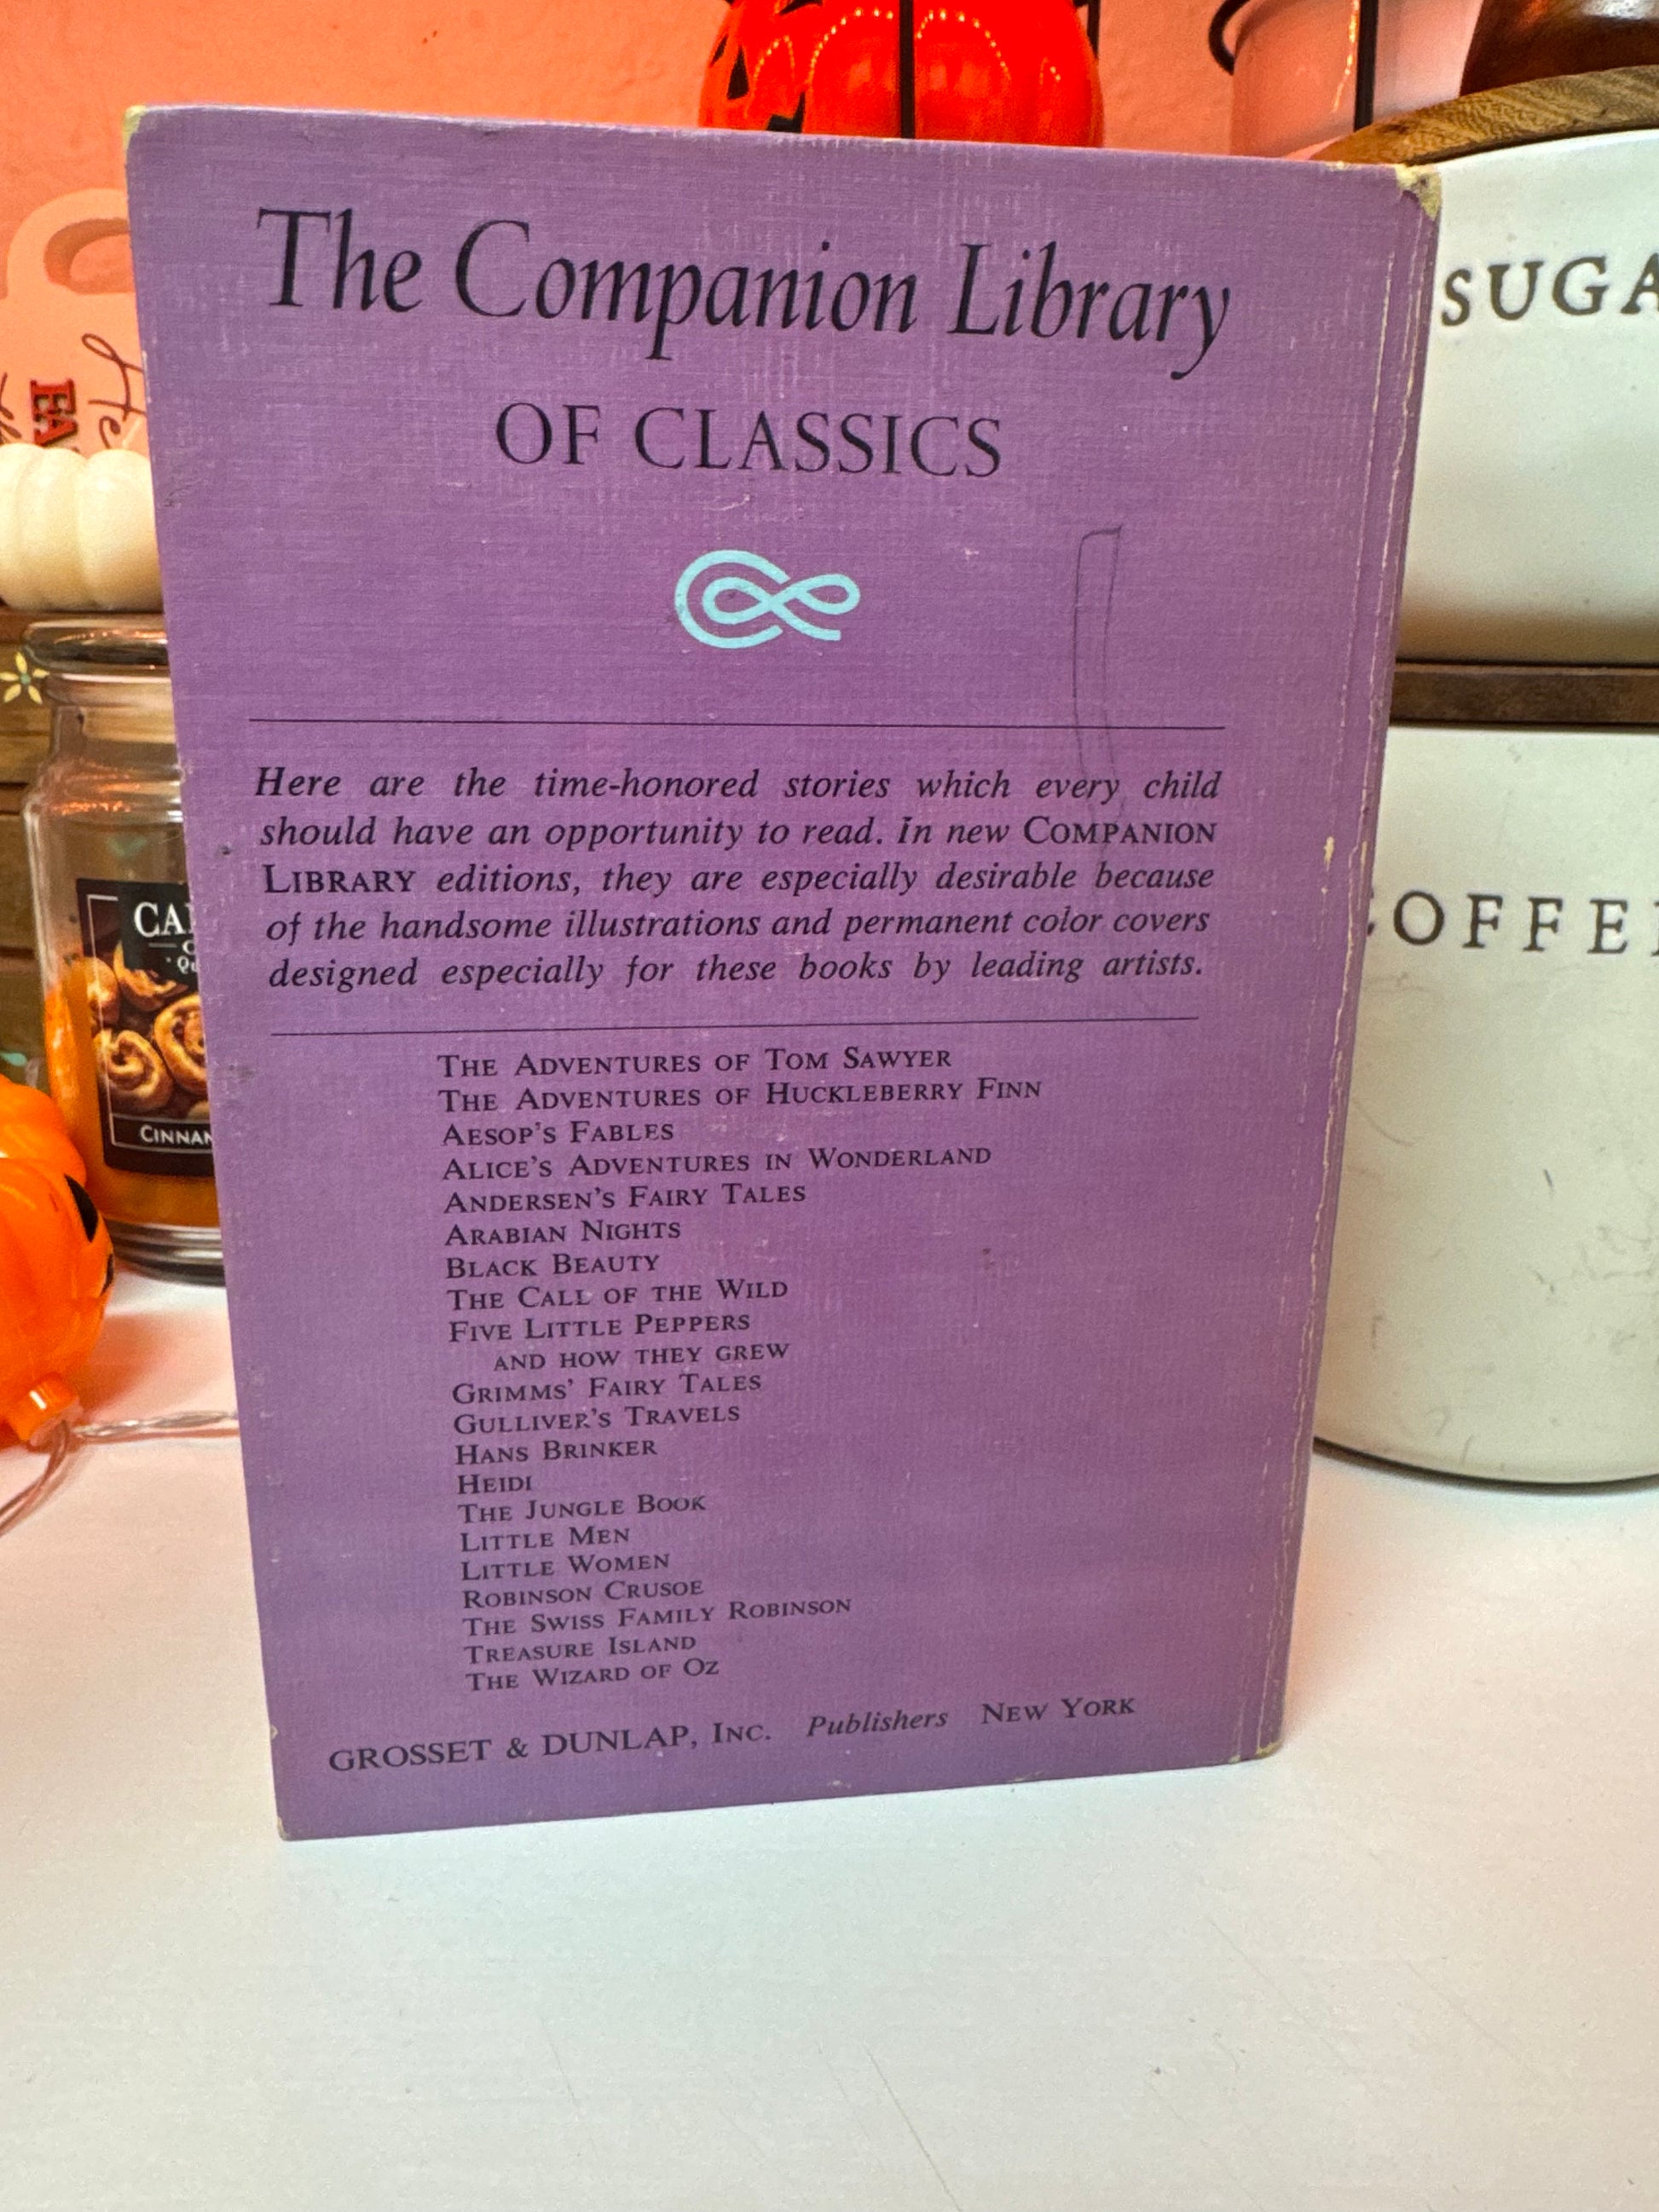 The Companion Library
OF CLASSICS
Here are the time-honored stories which every child
should have an opportunity to read. In new COMPANION
LIBRARY editions, they are especially desirable because
of the handsome illustrations and permanent color covers
designed especially for these books by leading artists.
THE ADVENTURES OF TOM SAWYER
THE ADVENTURES OF HUCKLEBERRY FINN
AESOP'S FABLES
ALICE'S ADVENTURES IN WONDERLAND
ANDERSEN'S FAIRY TALES
ARABIAN NIGHTS
BLACK BEAUTY
THE CALL OF THE WILD
FIVE LITTLE PEPPERS
AND HOW THEY GREW
GRIMMS' FAIRY TALES
GULLIVER'S TRAVELS
HANS BRINKER
HEIDI
THE JUNGLE BOOK
LITTLE MEN
LITTLE WOMEN
ROBINSON CRUSOE
THE SWISS FAMILY ROBINSON
TREASURE ISLAND
THE WIZARD OF OZ
GROSSET & DUNLAP, INC. Publishers NEW YORK
SUGA
OFFE
CA
CINNAN